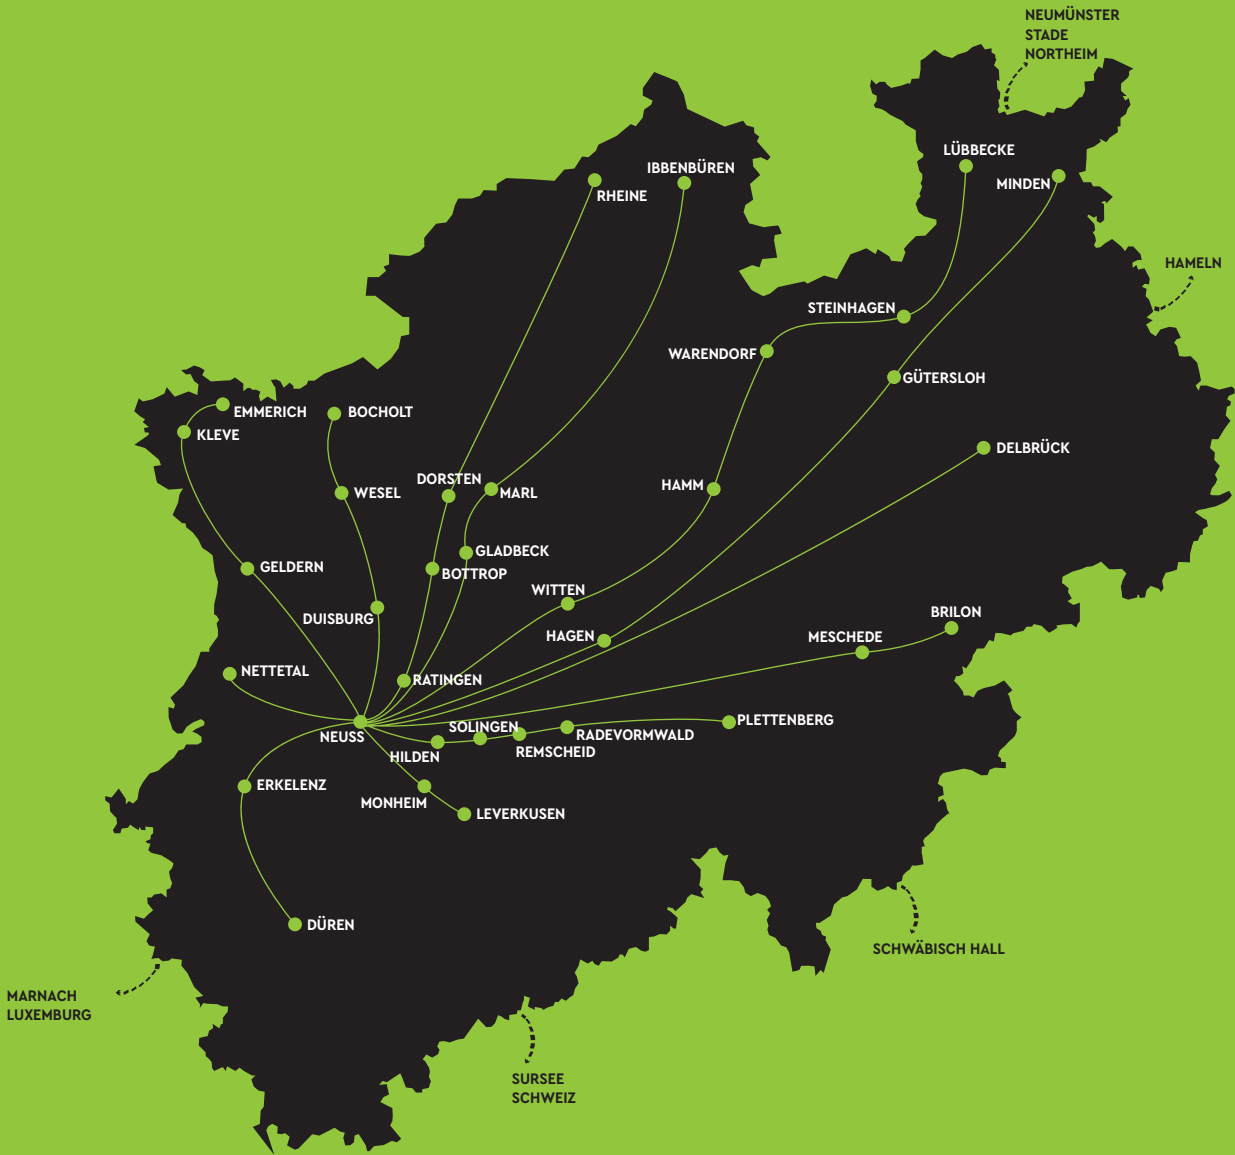 NEUMÜNSTER
STADE
NORTHEIM
LÜBBECKE
IBBENBÜREN
MINDEN
RHEINE
HAMELN
STEINHAGEN
WARENDORF
GÜTERSLOH
EMMERICH
BOCHOLT
KLEVE
DELBRÜCK
DORSTEN
HAMM
WESEL
MARL
GLADBECK
GELDERN
BOTTROP
WITTEN
BRILON
DUISBURG
HAGEN
MESCHEDE
NETTETAL
RATINGEN
PLETTENBERG
SOLINGEN
NEUSS
RADEVORMWALD
REMSCHEID
HILDEN
ERKELENZ
MONHEIM
LEVERKUSEN
DÜREN
SCHWÄBISCH HALL
MARNACH
LUXEMBURG
SURSEE
SCHWEIZ